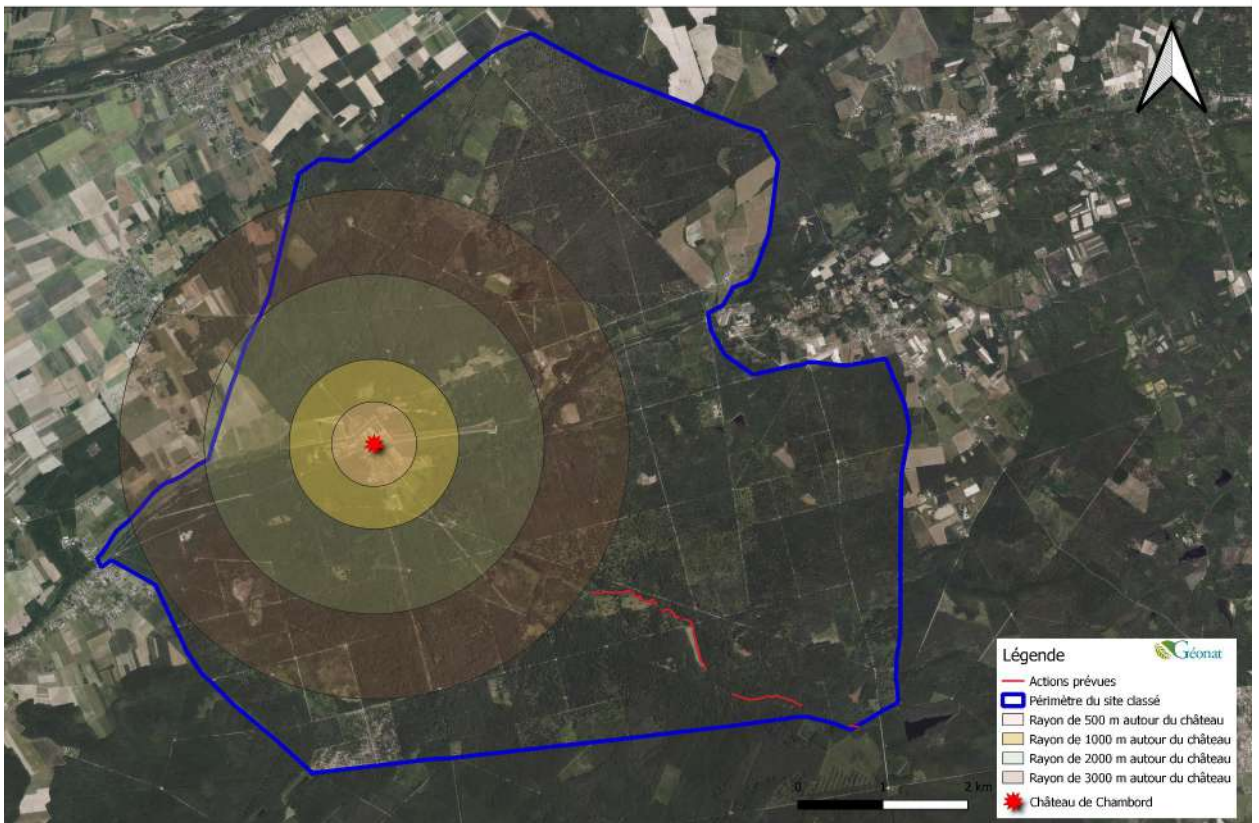 Légende
Géonat
Actions prévues
Périmètre du site classé
Rayon de 500 m autour du château
Rayon de 1000 m autour du château
Rayon de 2000 m autour du château
Rayon de 3000 m autour du château
Château de Chambord
0 1 2 km